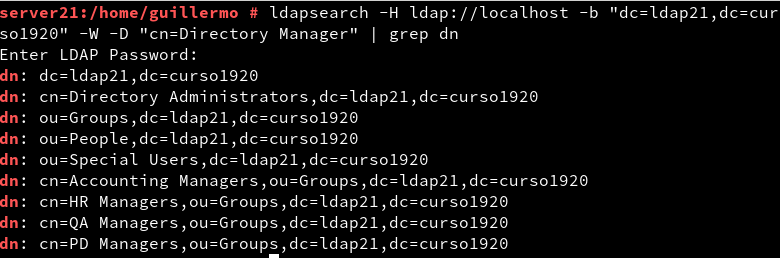 server21:/home/guillermo # ldapsearch -H ldap://localhost -b "dc=ldap21,dc=cur
so1920" -W -D "cn=Directory Manager" | grep dn
Enter LDAP Password:
dn: dc=ldap21,dc=curso1920
dn: cn=Directory Administrators,dc=ldap21,dc=curso1920
dn: ou=Groups,dc=ldap21,dc=curso1920
dn: ou=People,dc=ldap21,dc=curso1920
dn: ou=Special Users,dc=ldap21,dc=curso1920
dn: cn=Accounting Managers,ou=Groups,dc=ldap21,dc=curso1920
dn: cn=HR Managers,ou=Groups,dc=ldap21,dc=curso1920
dn: cn=QA Managers,ou=Groups,dc=ldap21,dc=curso1920
dn: cn=PD Managers,ou=Groups,dc=ldap21,dc=curso1920